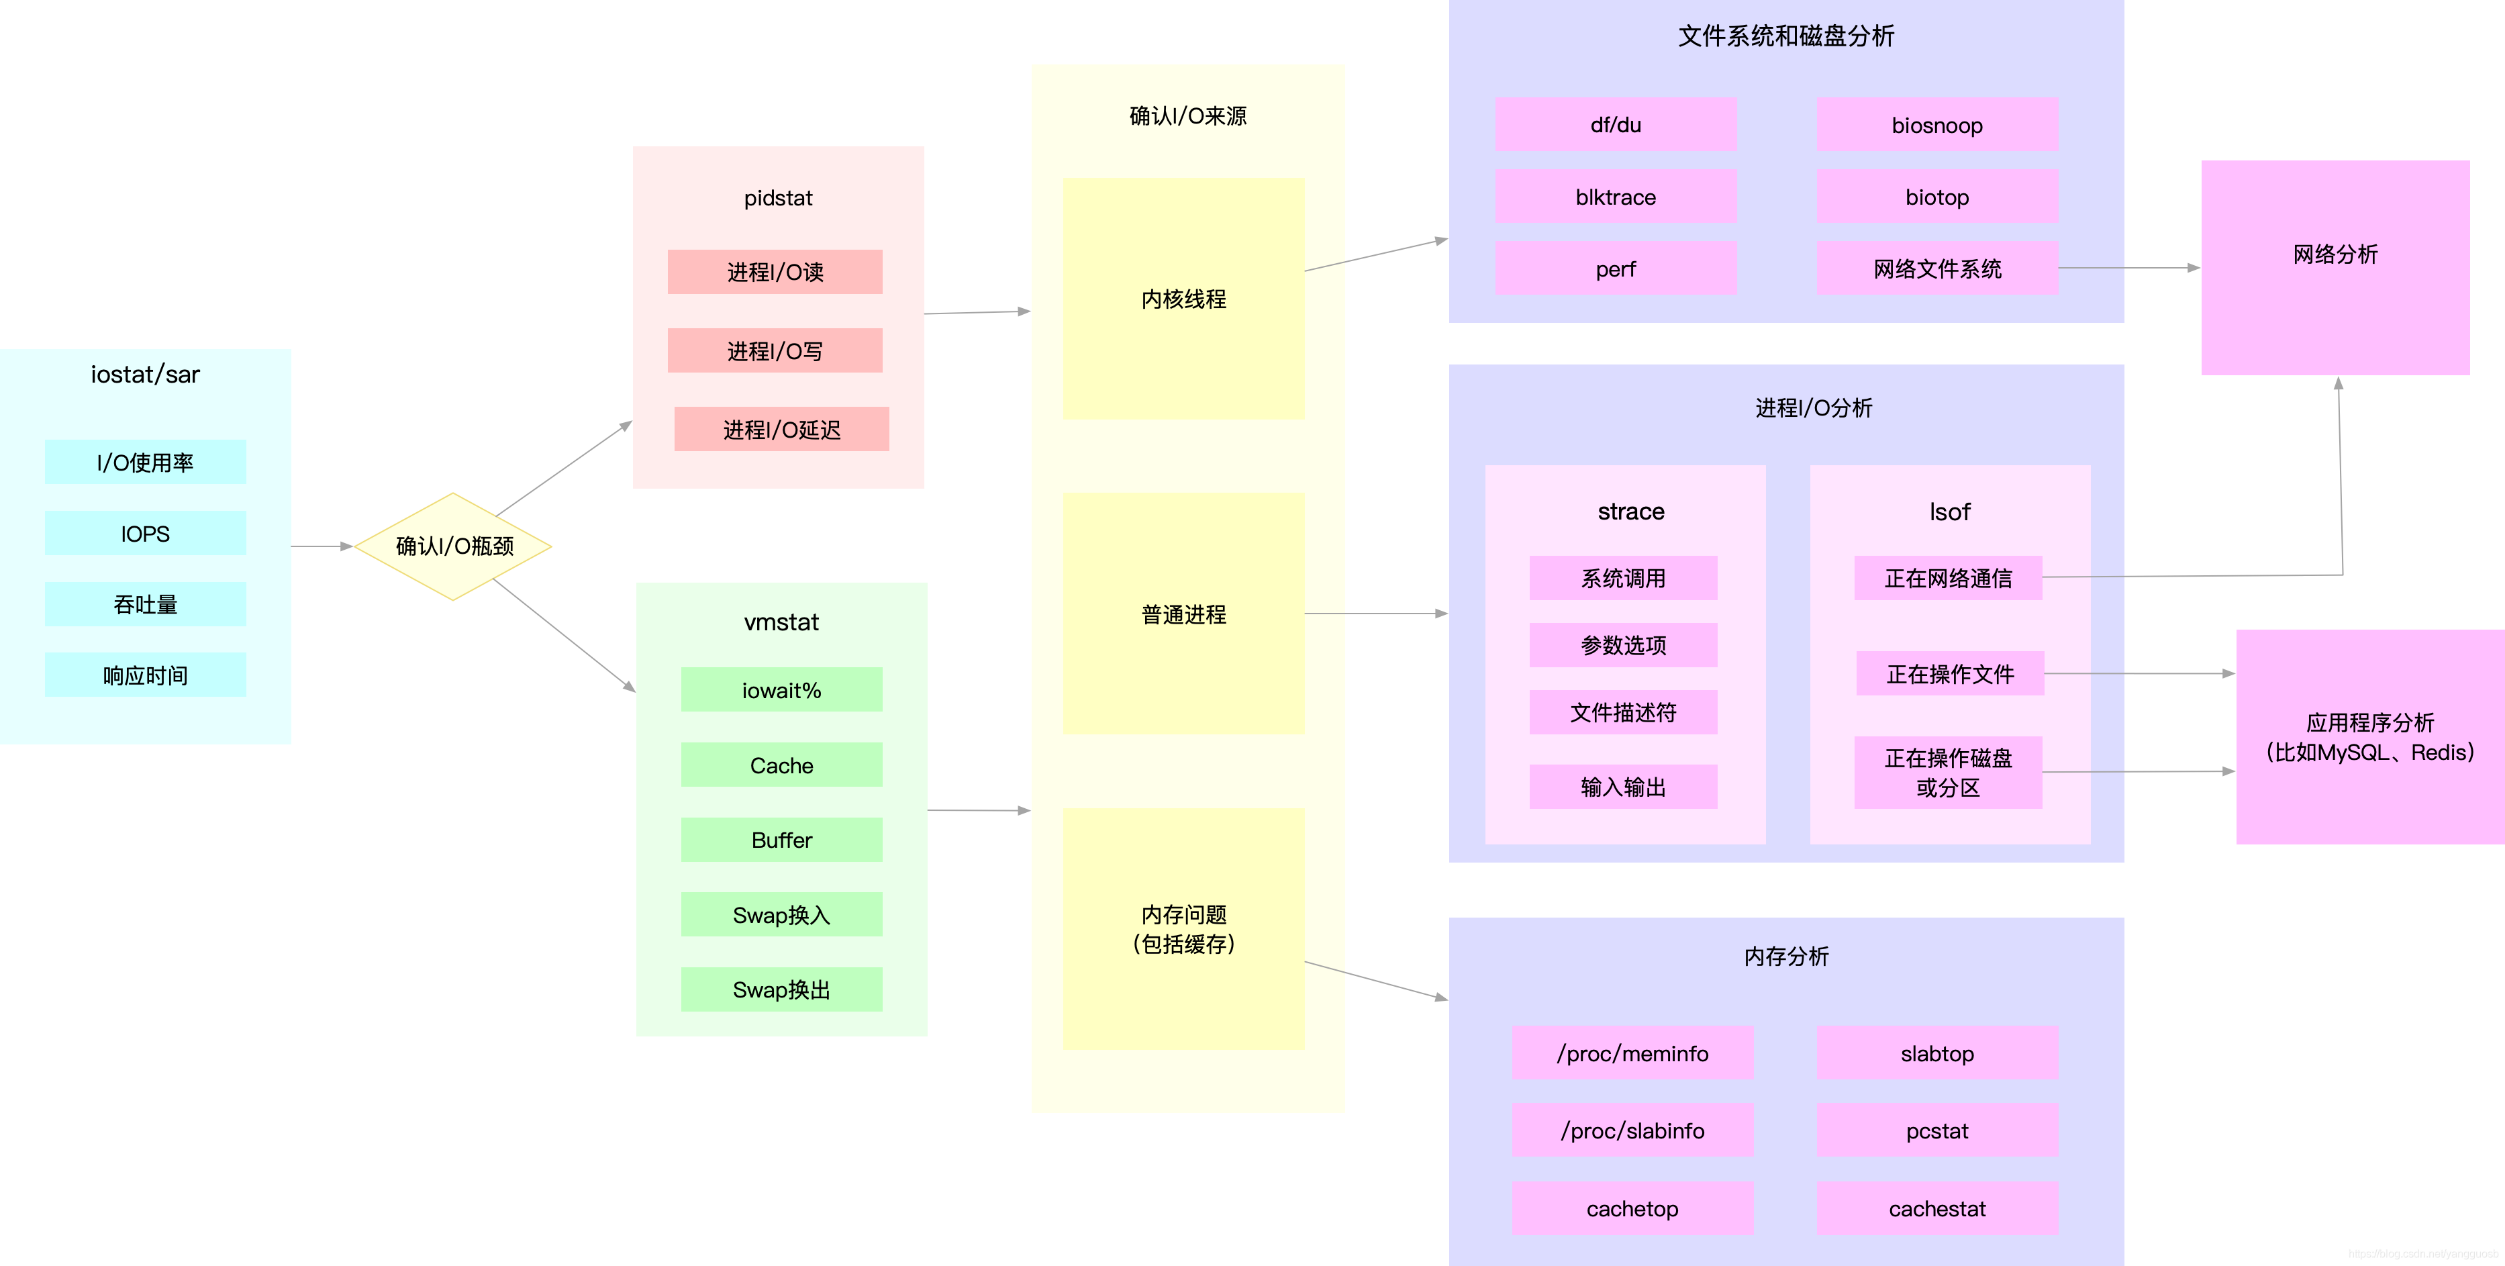 iostat/sar
I/O使用率
IOPS
吞吐量
响应时间
确认I/O瓶颈
pidstat
进程I/O读
进程I/O写
进程I/O延迟
vmstat
iowait%
Cache
Buffer
Swap换入
Swap换出
确认I/O来源
内核线程
普通进程
内存问题
（包括缓存）
文件系统和磁盘分析
df/du
biosnoop
blktrace
biotop
perf
网络文件系统
进程I/O分析
strace
系统调用
参数选项
文件描述符
输入输出
lsof
正在网络通信
正在操作文件
正在操作磁盘
或分区
内存分析
/proc/meminfo
slabtop
/proc/slabinfo
pcstat
cachetop
cachestat
网络分析
应用程序分析
（比如MySQL、Redis）
https://blog.csdn.net/yangguosb